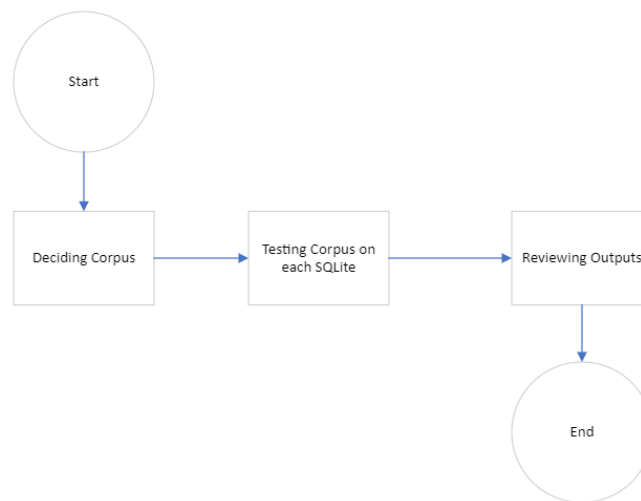 Start
Deciding Corpus
Testing Corpus on
each SQLite
Reviewing Outputs
End